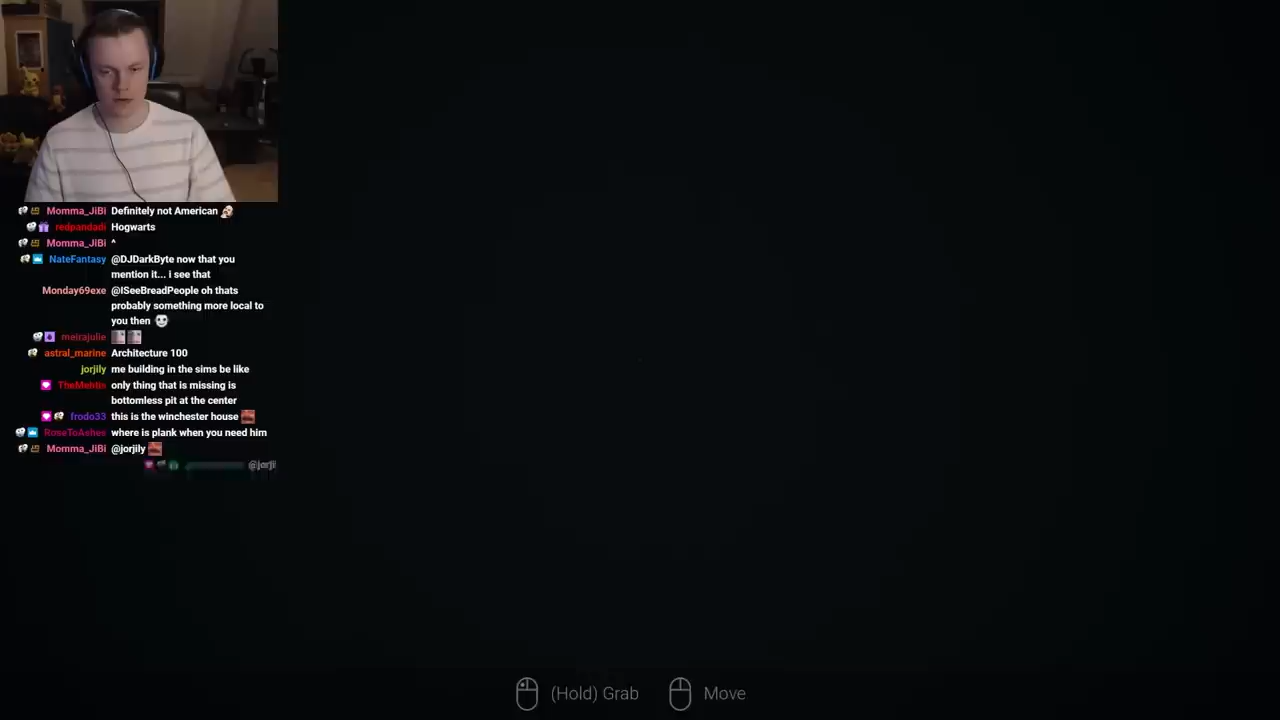 Momma_JiBi Definitely not American
redpandadi Hogwarts
Momma_JiBi ^
NateFantasy @DJDarkByte now that you
mention it... i see that
Monday69exe @ISeeBreadPeople oh thats
probably something more local to
you then
meirajulie
astral_marine Architecture 100
jorjily me building in the sims be like
TheMehtis only thing that is missing is
bottomless pit at the center
frodo33 this is the winchester house
RoseToAshes where is plank when you need him
Momma_JiBi @jorjily
(Hold) Grab Move